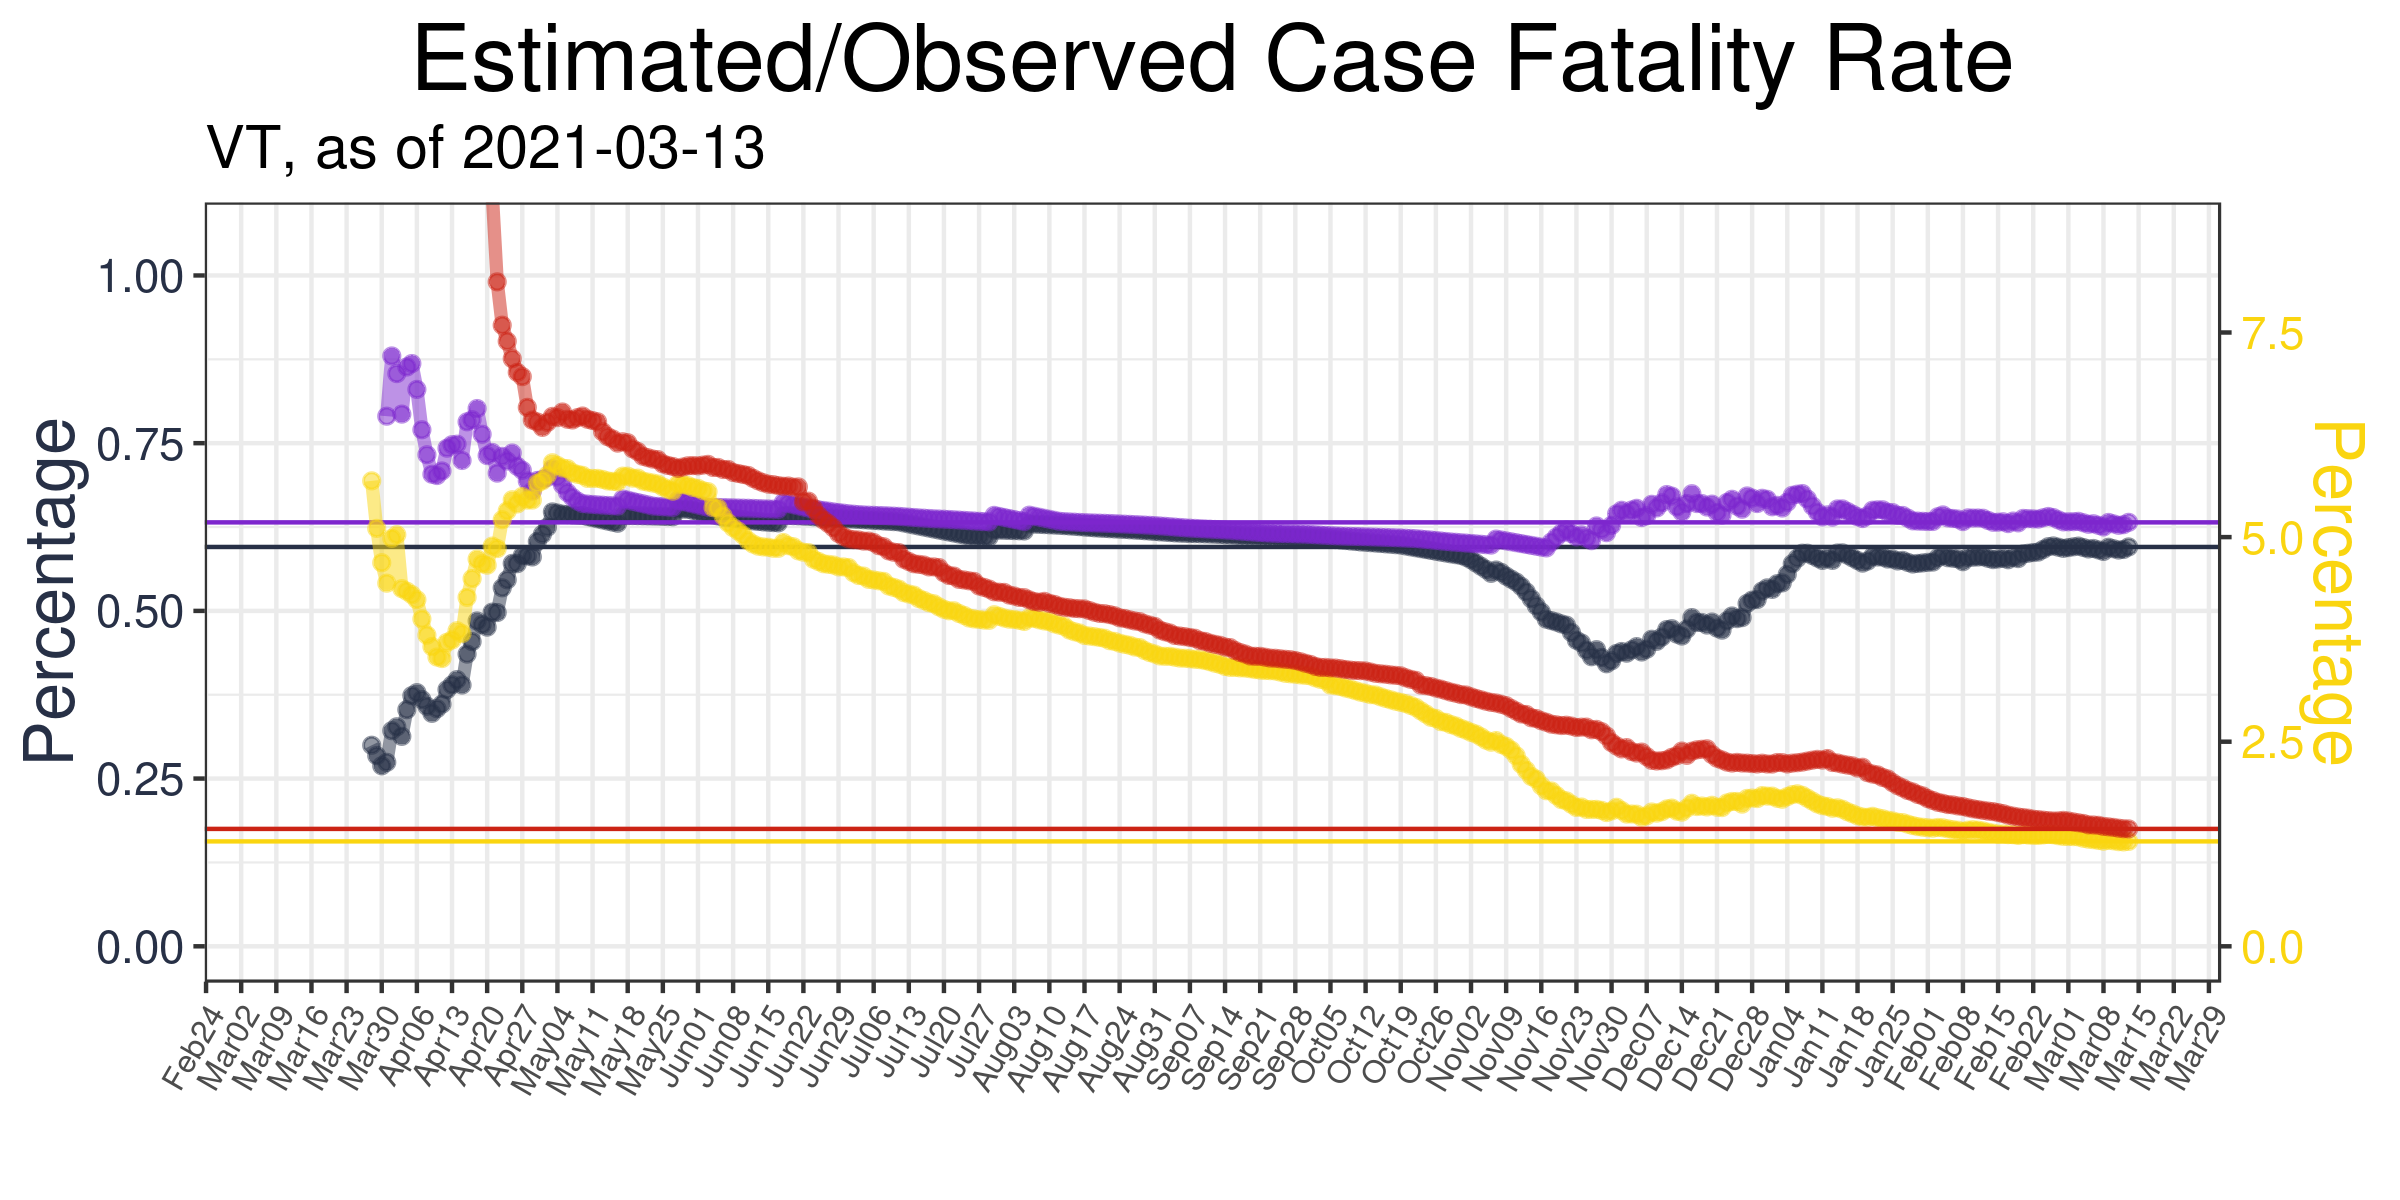 Estimated/Observed Case Fatality Rate
VT, as of 2021-03-13
Percentage
1.00
0.75
0.50
0.25
0.00
7.5
5.0
2.5
0.0
Percentage
Feb24
Mar02
Mar09
Mar16
Mar23
Mar30
Apr06
Apr13
Apr20
Apr27
May04
May11
May18
May25
Jun01
Jun08
Jun15
Jun22
Jun29
Jul06
Jul13
Jul20
Jul27
Aug03
Aug10
Aug17
Aug24
Aug31
Sep07
Sep14
Sep21
Sep28
Oct05
Oct12
Oct19
Oct26
Nov02
Nov09
Nov16
Nov23
Nov30
Dec07
Dec14
Dec21
Dec28
Jan04
Jan11
Jan18
Jan25
Feb01
Feb08
Feb15
Feb22
Mar01
Mar08
Mar15
Mar22
Mar29